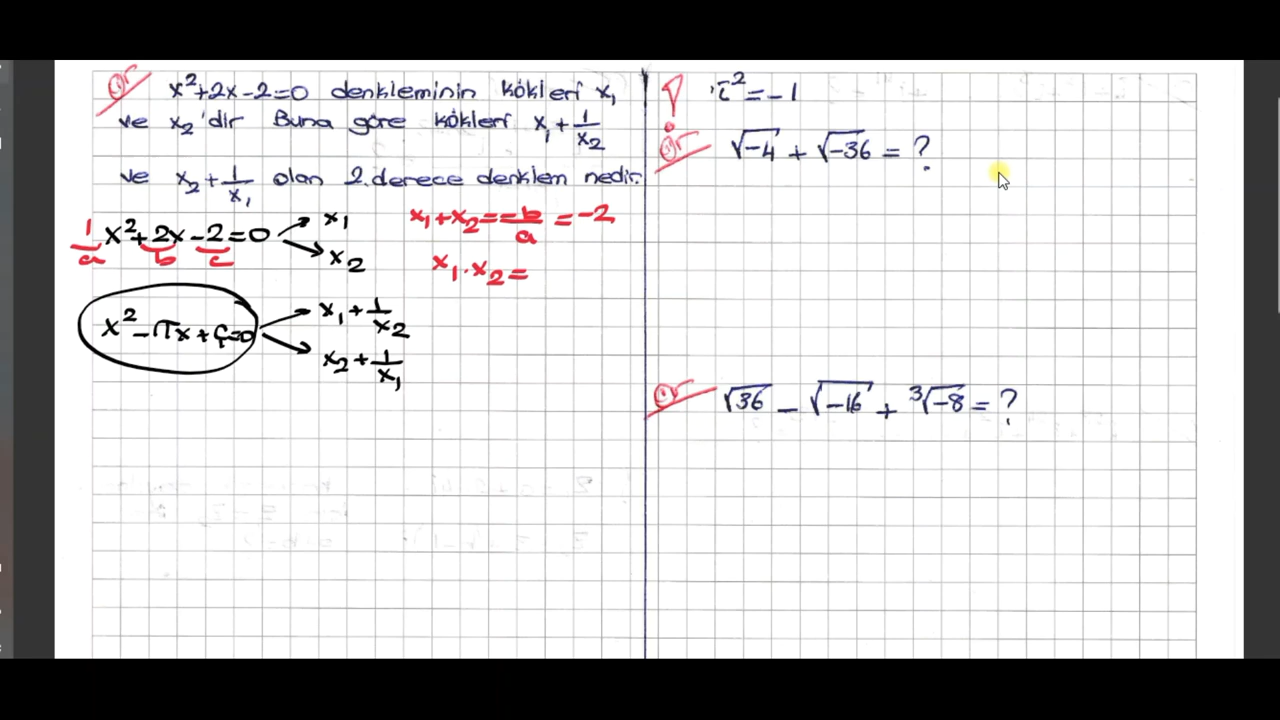 Ör x²+2x-2=0 denkleminin kökleri x₁
ve x₂'dir Buna göre kökleri x₁+1/x₂
ve x₂+1/x₁ olan 2.derece denklem nedir.
1x²+2x-2=0 x₁
x₂
a b c
x₁+x₂=-b/a=-2
x₁.x₂=
x²-Tx+Ç=0 x₁+1/x₂
x₂+1/x₁
! i²=-1
Ör √-4 + √-36 = ?
Ör √36 - √-16 + ³√-8 = ?